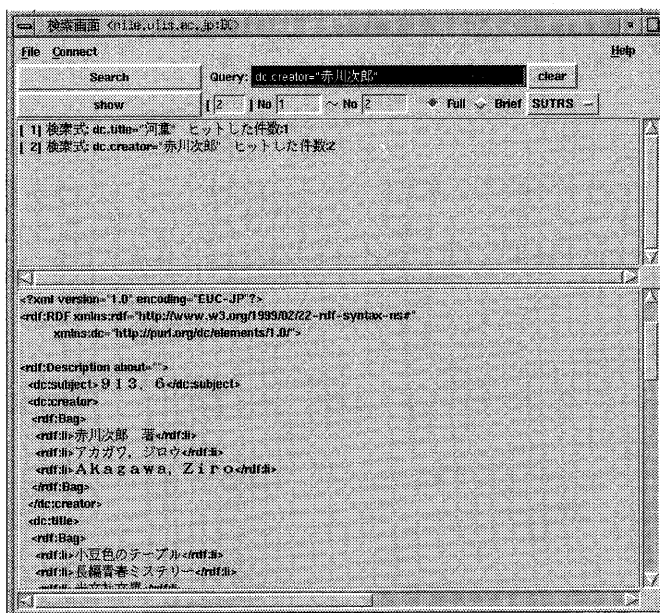 検索画面 <nile.ulis.ac.jp:DC>
File Connect Help
Search Query: dc.creator="赤川次郎" clear
show [ 2 ] No 1 ～ No 2 Full Brief SUTRS
[ 1] 検索式: dc.title="河童" ヒットした件数:1
[ 2] 検索式: dc.creator="赤川次郎" ヒットした件数:2
<?xml version="1.0" encoding="EUC-JP"?>
<rdf:RDF xmlns:rdf="http://www.w3.org/1999/02/22-rdf-syntax-ns#"
xmlns:dc="http://purl.org/dc/elements/1.0/">
<rdf:Description about="">
<dc:subject>９１３．６</dc:subject>
<dc:creator>
<rdf:Bag>
<rdf:li>赤川次郎　著</rdf:li>
<rdf:li>アカガワ，ジロウ</rdf:li>
<rdf:li>Ａｋａｇａｗａ，Ｚｉｒｏ</rdf:li>
</rdf:Bag>
</dc:creator>
<dc:title>
<rdf:Bag>
<rdf:li>小豆色のテーブル</rdf:li>
<rdf:li>長編青春ミステリー</rdf:li>